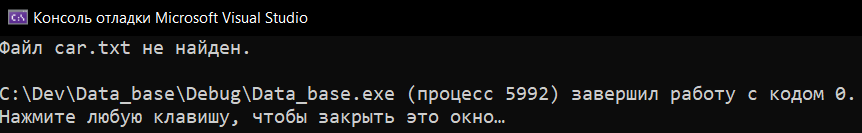 Консоль отладки Microsoft Visual Studio
Файл car.txt не найден.
C:\Dev\Data_base\Debug\Data_base.exe (процесс 5992) завершил работу с кодом 0.
Нажмите любую клавишу, чтобы закрыть это окно…